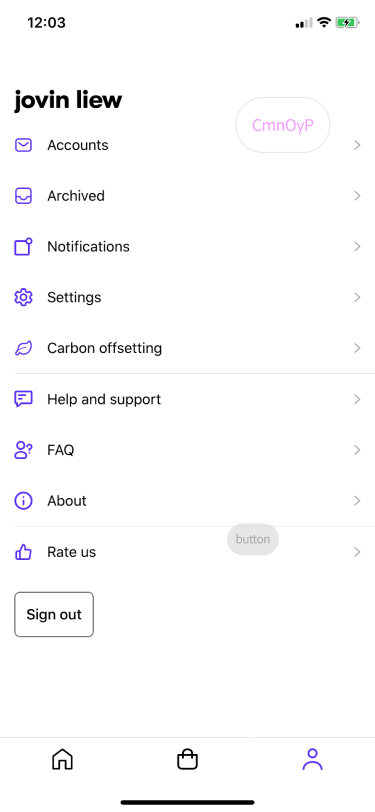 12:03
jovin liew
CmnOyP
Accounts
Archived
Notifications
Settings
Carbon offsetting
Help and support
FAQ
About
button
Rate us
Sign out